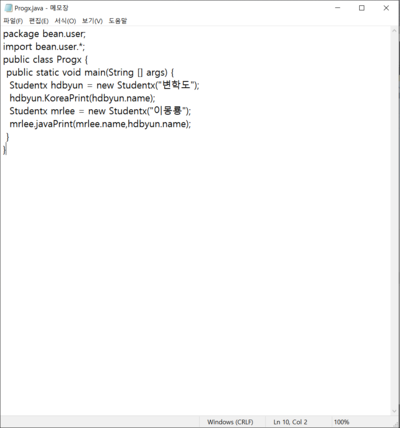 Progx.java - 메모장
파일(F) 편집(E) 서식(O) 보기(V) 도움말
package bean.user;
import bean.user.*;
public class Progx {
public static void main(String [] args) {
Studentx hdbyun = new Studentx("변학도");
hdbyun.KoreaPrint(hdbyun.name);
Studentx mrlee = new Studentx("이몽룡");
mrlee.javaPrint(mrlee.name,hdbyun.name);
}
}
Windows (CRLF) Ln 10, Col 2 100%